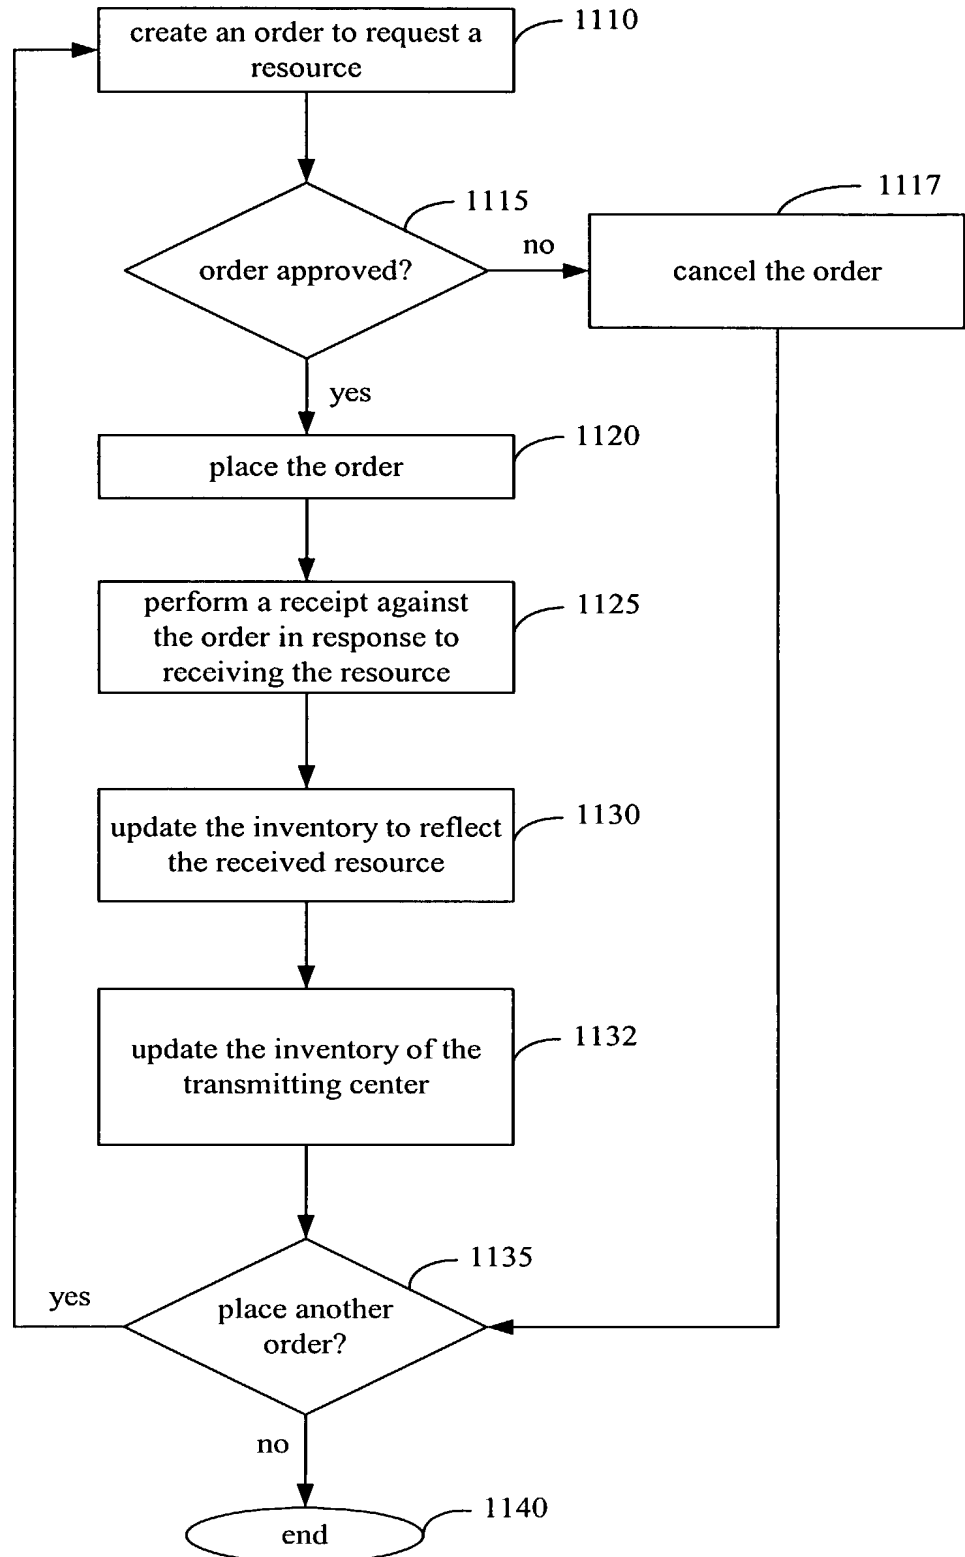 create an order to request a
resource
1110
order approved?
1115
no
cancel the order
1117
yes
place the order
1120
perform a receipt against
the order in response to
receiving the resource
1125
update the inventory to reflect
the received resource
1130
update the inventory of the
transmitting center
1132
place another
order?
1135
yes
no
end
1140